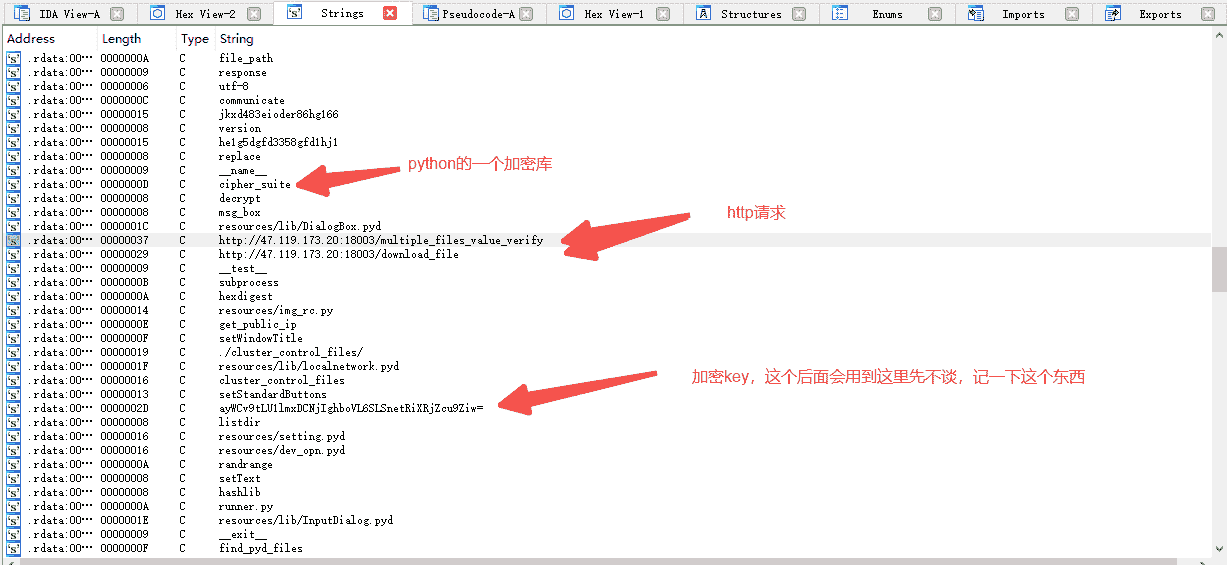 IDA View-A Hex View-2 Strings Pseudocode-A Hex View-1 Structures Enums Imports Exports
Address Length Type String
.rdata:00… 0000000A C file_path
.rdata:00… 00000009 C response
.rdata:00… 00000006 C utf-8
.rdata:00… 0000000C C communicate
.rdata:00… 00000015 C jkxd483eioder86hg166
.rdata:00… 00000008 C version
.rdata:00… 00000015 C he1g5dgfd3358gfd1hj1
.rdata:00… 00000008 C replace
python的一个加密库
.rdata:00… 00000009 C __name__
.rdata:00… 0000000D C cipher_suite
.rdata:00… 00000008 C decrypt
.rdata:00… 00000008 C msg_box
http请求
.rdata:00… 0000001C C resources/lib/DialogBox.pyd
.rdata:00… 00000037 C http://47.119.173.20:18003/multiple_files_value_verify
.rdata:00… 00000029 C http://47.119.173.20:18003/download_file
.rdata:00… 00000009 C __test__
.rdata:00… 0000000B C subprocess
.rdata:00… 0000000A C hexdigest
.rdata:00… 00000014 C resources/img_rc.py
.rdata:00… 0000000E C get_public_ip
.rdata:00… 0000000F C setWindowTitle
.rdata:00… 00000019 C ./cluster_control_files/
.rdata:00… 0000001F C resources/lib/localnetwork.pyd
.rdata:00… 00000016 C cluster_control_files
加密key，这个后面会用到这里先不谈，记一下这个东西
.rdata:00… 00000013 C setStandardButtons
.rdata:00… 0000002D C ayWCv9tLU1lmxDCNjIghboVL6SLSnetRiXRjZcu9Ziw=
.rdata:00… 00000008 C listdir
.rdata:00… 00000016 C resources/setting.pyd
.rdata:00… 00000016 C resources/dev_opn.pyd
.rdata:00… 0000000A C randrange
.rdata:00… 00000008 C setText
.rdata:00… 00000008 C hashlib
.rdata:00… 0000000A C runner.py
.rdata:00… 0000001E C resources/lib/InputDialog.pyd
.rdata:00… 00000009 C __exit__
.rdata:00… 0000000F C find_pyd_files